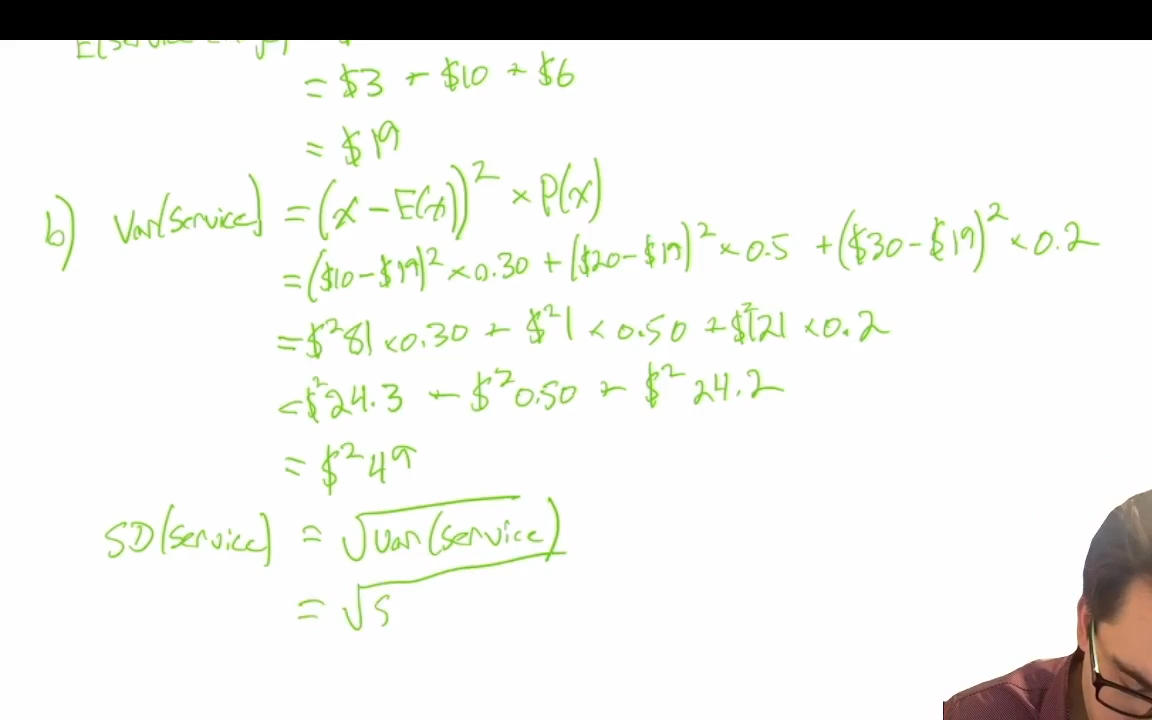 = $3 + $10 + $6
= $19
b) Var(Service) = (x - E(x))² × P(x)
= ($10 - $19)² × 0.30 + ($20 - $19)² × 0.5 + ($30 - $19)² × 0.2
= $²81 × 0.30 + $²1 × 0.50 + $²121 × 0.2
= $²24.3 + $²0.50 + $²24.2
= $²49
SD(Service) = √Var(Service)
= √$